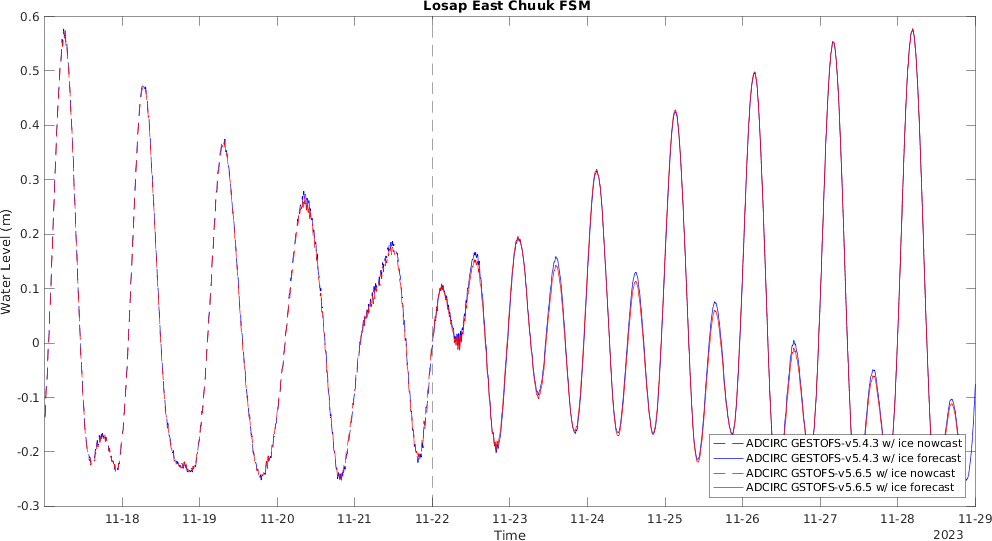 Losap East Chuuk FSM
0.6
0.5
0.4
0.3
0.2
0.1
0
-0.1
-0.2
-0.3
Water Level (m)
ADCIRC GESTOFS-v5.4.3 w/ ice nowcast
ADCIRC GESTOFS-v5.4.3 w/ ice forecast
ADCIRC GSTOFS-v5.6.5 w/ ice nowcast
ADCIRC GSTOFS-v5.6.5 w/ ice forecast
11-18 11-19 11-20 11-21 11-22 11-23 11-24 11-25 11-26 11-27 11-28 11-29
Time
2023